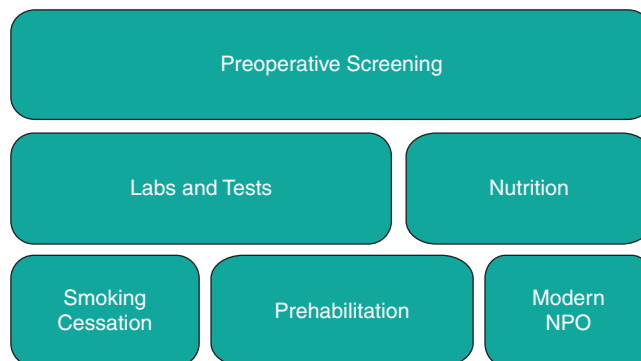 Preoperative Screening
Labs and Tests
Nutrition
Smoking
Cessation
Prehabilitation
Modern
NPO